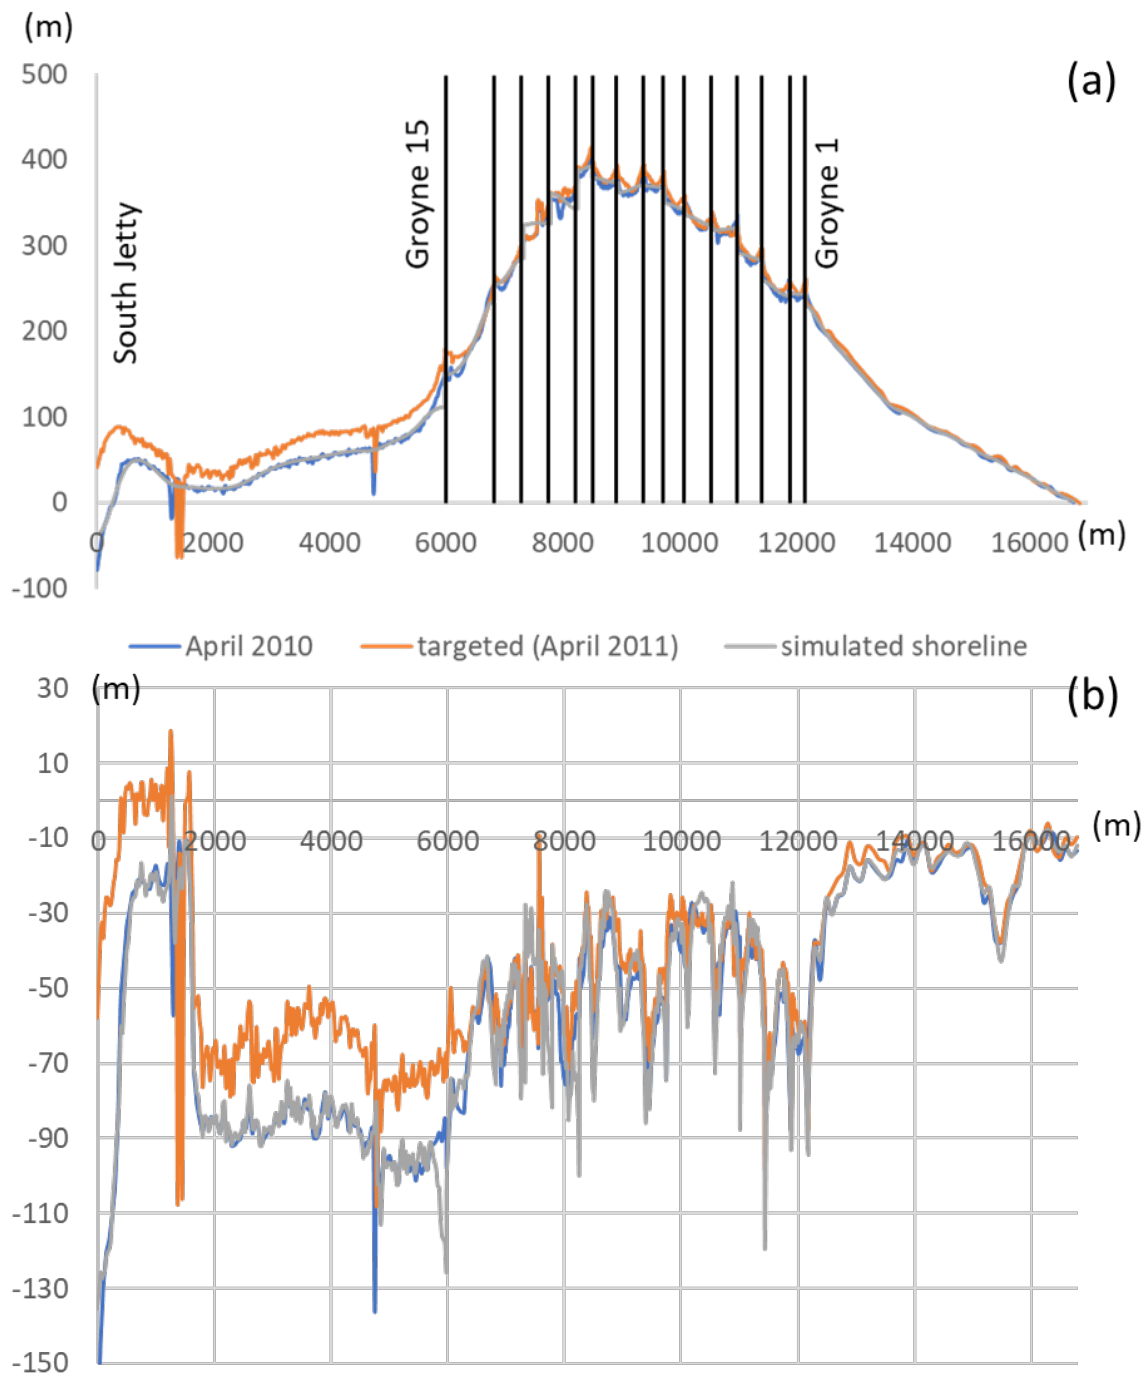 (m)
(a)
500
400
300
200
100
0
-100
South Jetty
Groyne 15
Groyne 1
0 2000 4000 6000 8000 10000 12000 14000 16000 (m)
April 2010 targeted (April 2011) simulated shoreline
(m)
(b)
30
10
-10
-30
-50
-70
-90
-110
-130
-150
0 2000 4000 6000 8000 10000 12000 14000 16000 (m)